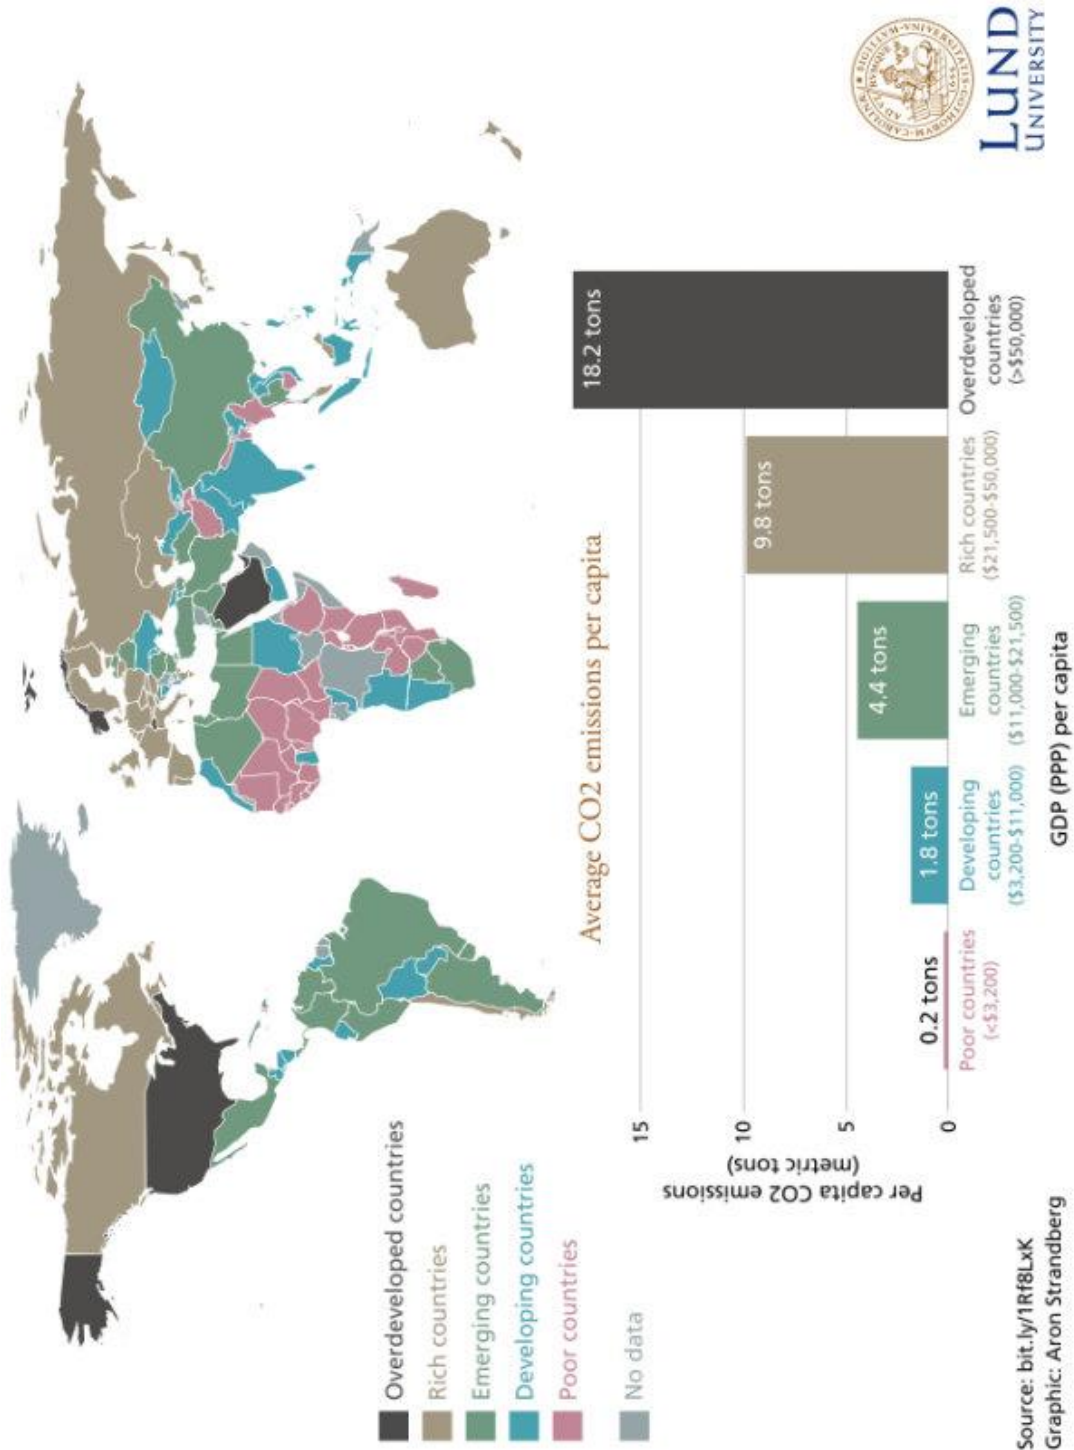 Overdeveloped countries
Rich countries
Emerging countries
Developing countries
Poor countries
No data
Average CO2 emissions per capita
Per capita CO2 emissions
(metric tons)
15
10
5
0
0.2 tons
1.8 tons
4.4 tons
9.8 tons
18.2 tons
Poor countries
(<$3,200)
Developing
countries
($3,200-$11,000)
Emerging
countries
($11,000-$21,500)
Rich countries
($21,500-$50,000)
Overdeveloped
countries
(>$50,000)
GDP (PPP) per capita
Source: bit.ly/1Rf8LxK
Graphic: Aron Strandberg
LUND
UNIVERSITY